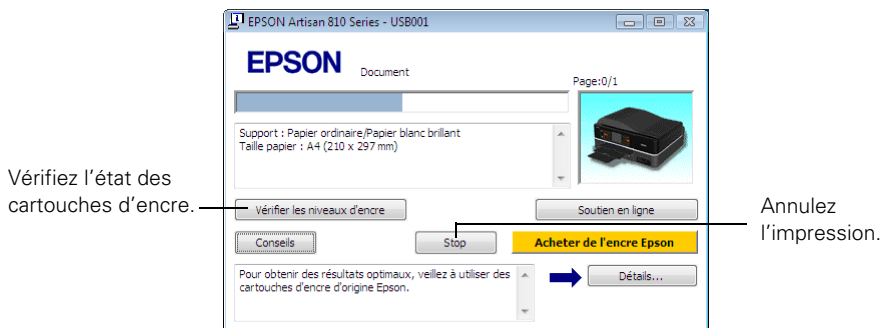 EPSON Artisan 810 Series - USB001
EPSON
Document
Page:0/1
Support : Papier ordinaire/Papier blanc brillant
Taille papier : A4 (210 x 297 mm)
Vérifiez l'état des
cartouches d'encre.
Vérifier les niveaux d'encre
Soutien en ligne
Annulez
l'impression.
Conseils
Stop
Acheter de l'encre Epson
Pour obtenir des résultats optimaux, veillez à utiliser des
cartouches d'encre d'origine Epson.
Détails...